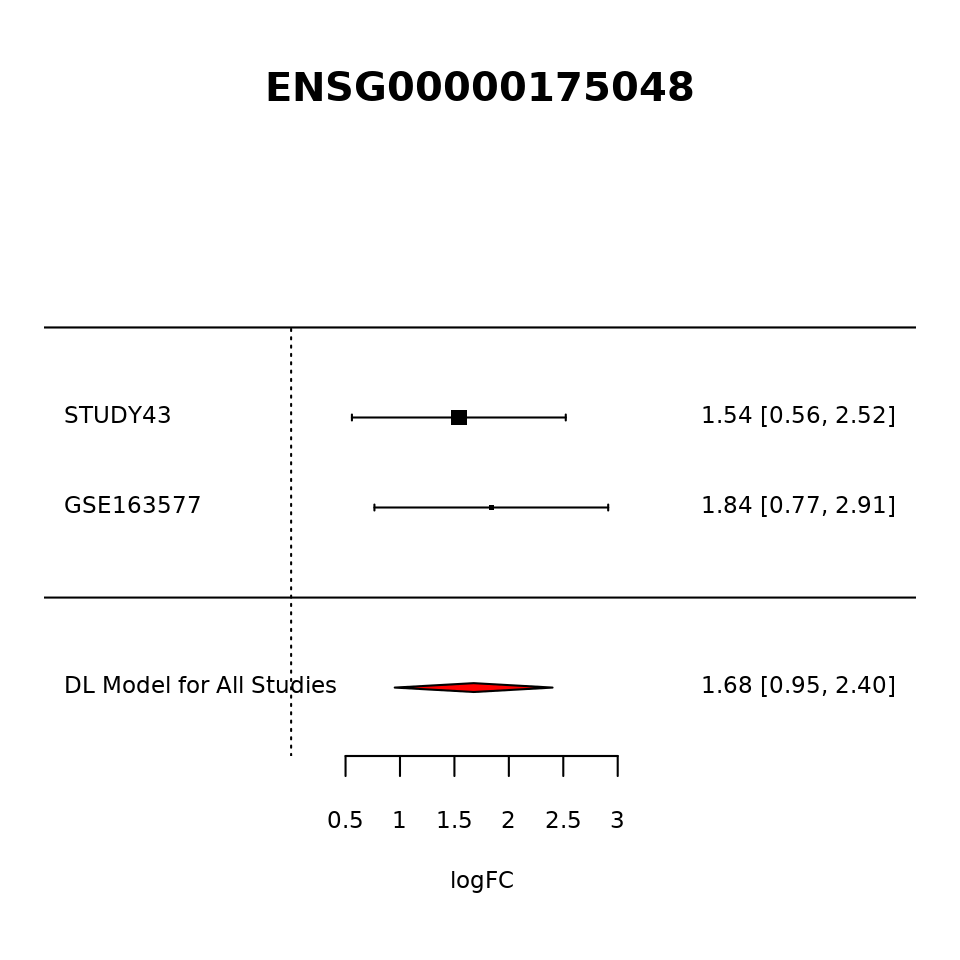 ENSG00000175048
STUDY43 1.54 [0.56, 2.52]
GSE163577 1.84 [0.77, 2.91]
DL Model for All Studies 1.68 [0.95, 2.40]
0.5 1 1.5 2 2.5 3
logFC